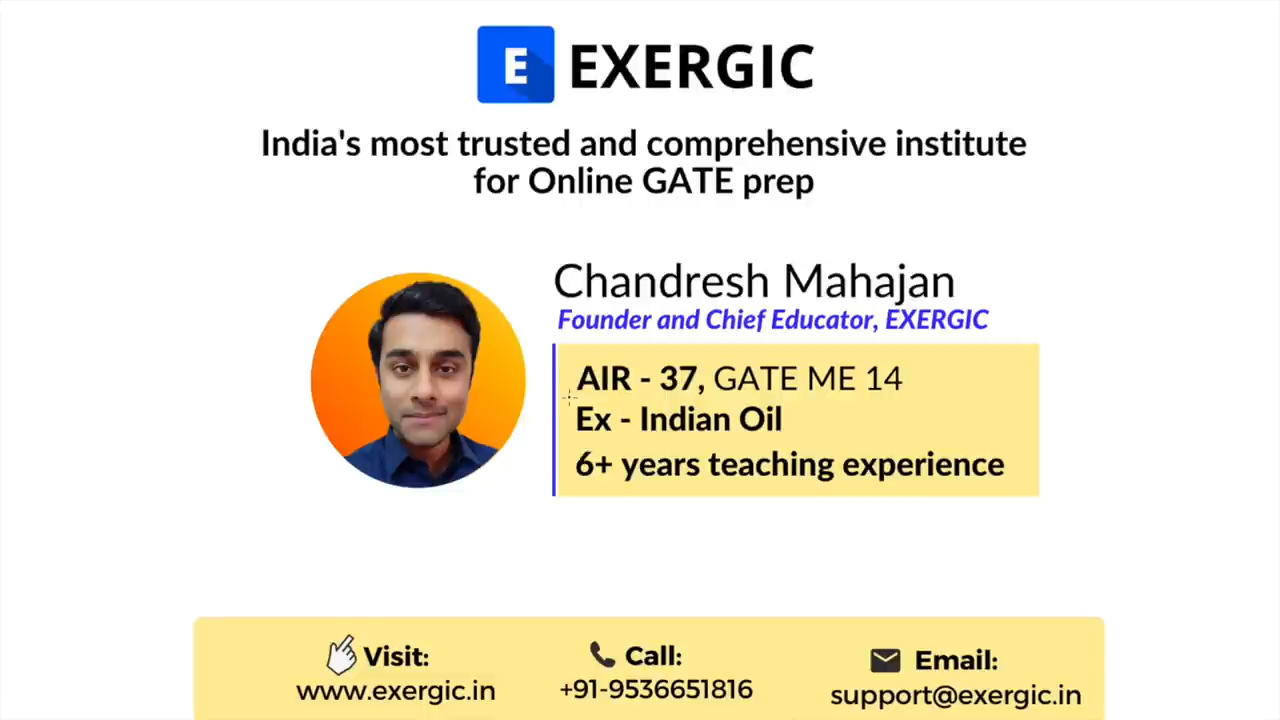 E EXERGIC
India's most trusted and comprehensive institute
for Online GATE prep
Chandresh Mahajan
Founder and Chief Educator, EXERGIC
AIR - 37, GATE ME 14
Ex - Indian Oil
6+ years teaching experience
Visit:
www.exergic.in
Call:
+91-9536651816
Email:
support@exergic.in